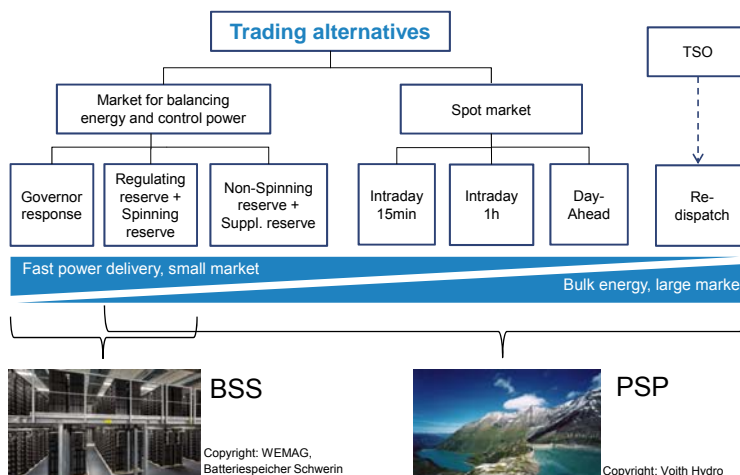 Trading alternatives
TSO
Market for balancing
energy and control power
Spot market
Governor
response
Regulating
reserve +
Spinning
reserve
Non-Spinning
reserve +
Suppl. reserve
Intraday
15min
Intraday
1h
Day-
Ahead
Re-
dispatch
Fast power delivery, small market
Bulk energy, large market
BSS
Copyright: WEMAG,
Batteriespeicher Schwerin
PSP
Copyright: Voith Hydro